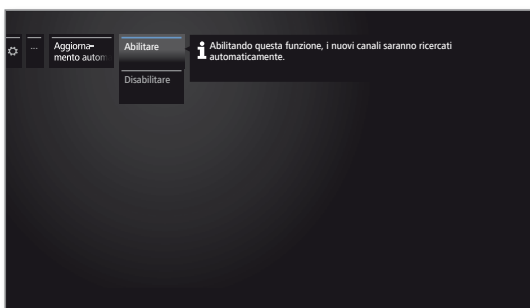 ...
Aggiorna-
mento autom
Abilitare
Abilitando questa funzione, i nuovi canali saranno ricercati
automaticamente.
Disabilitare